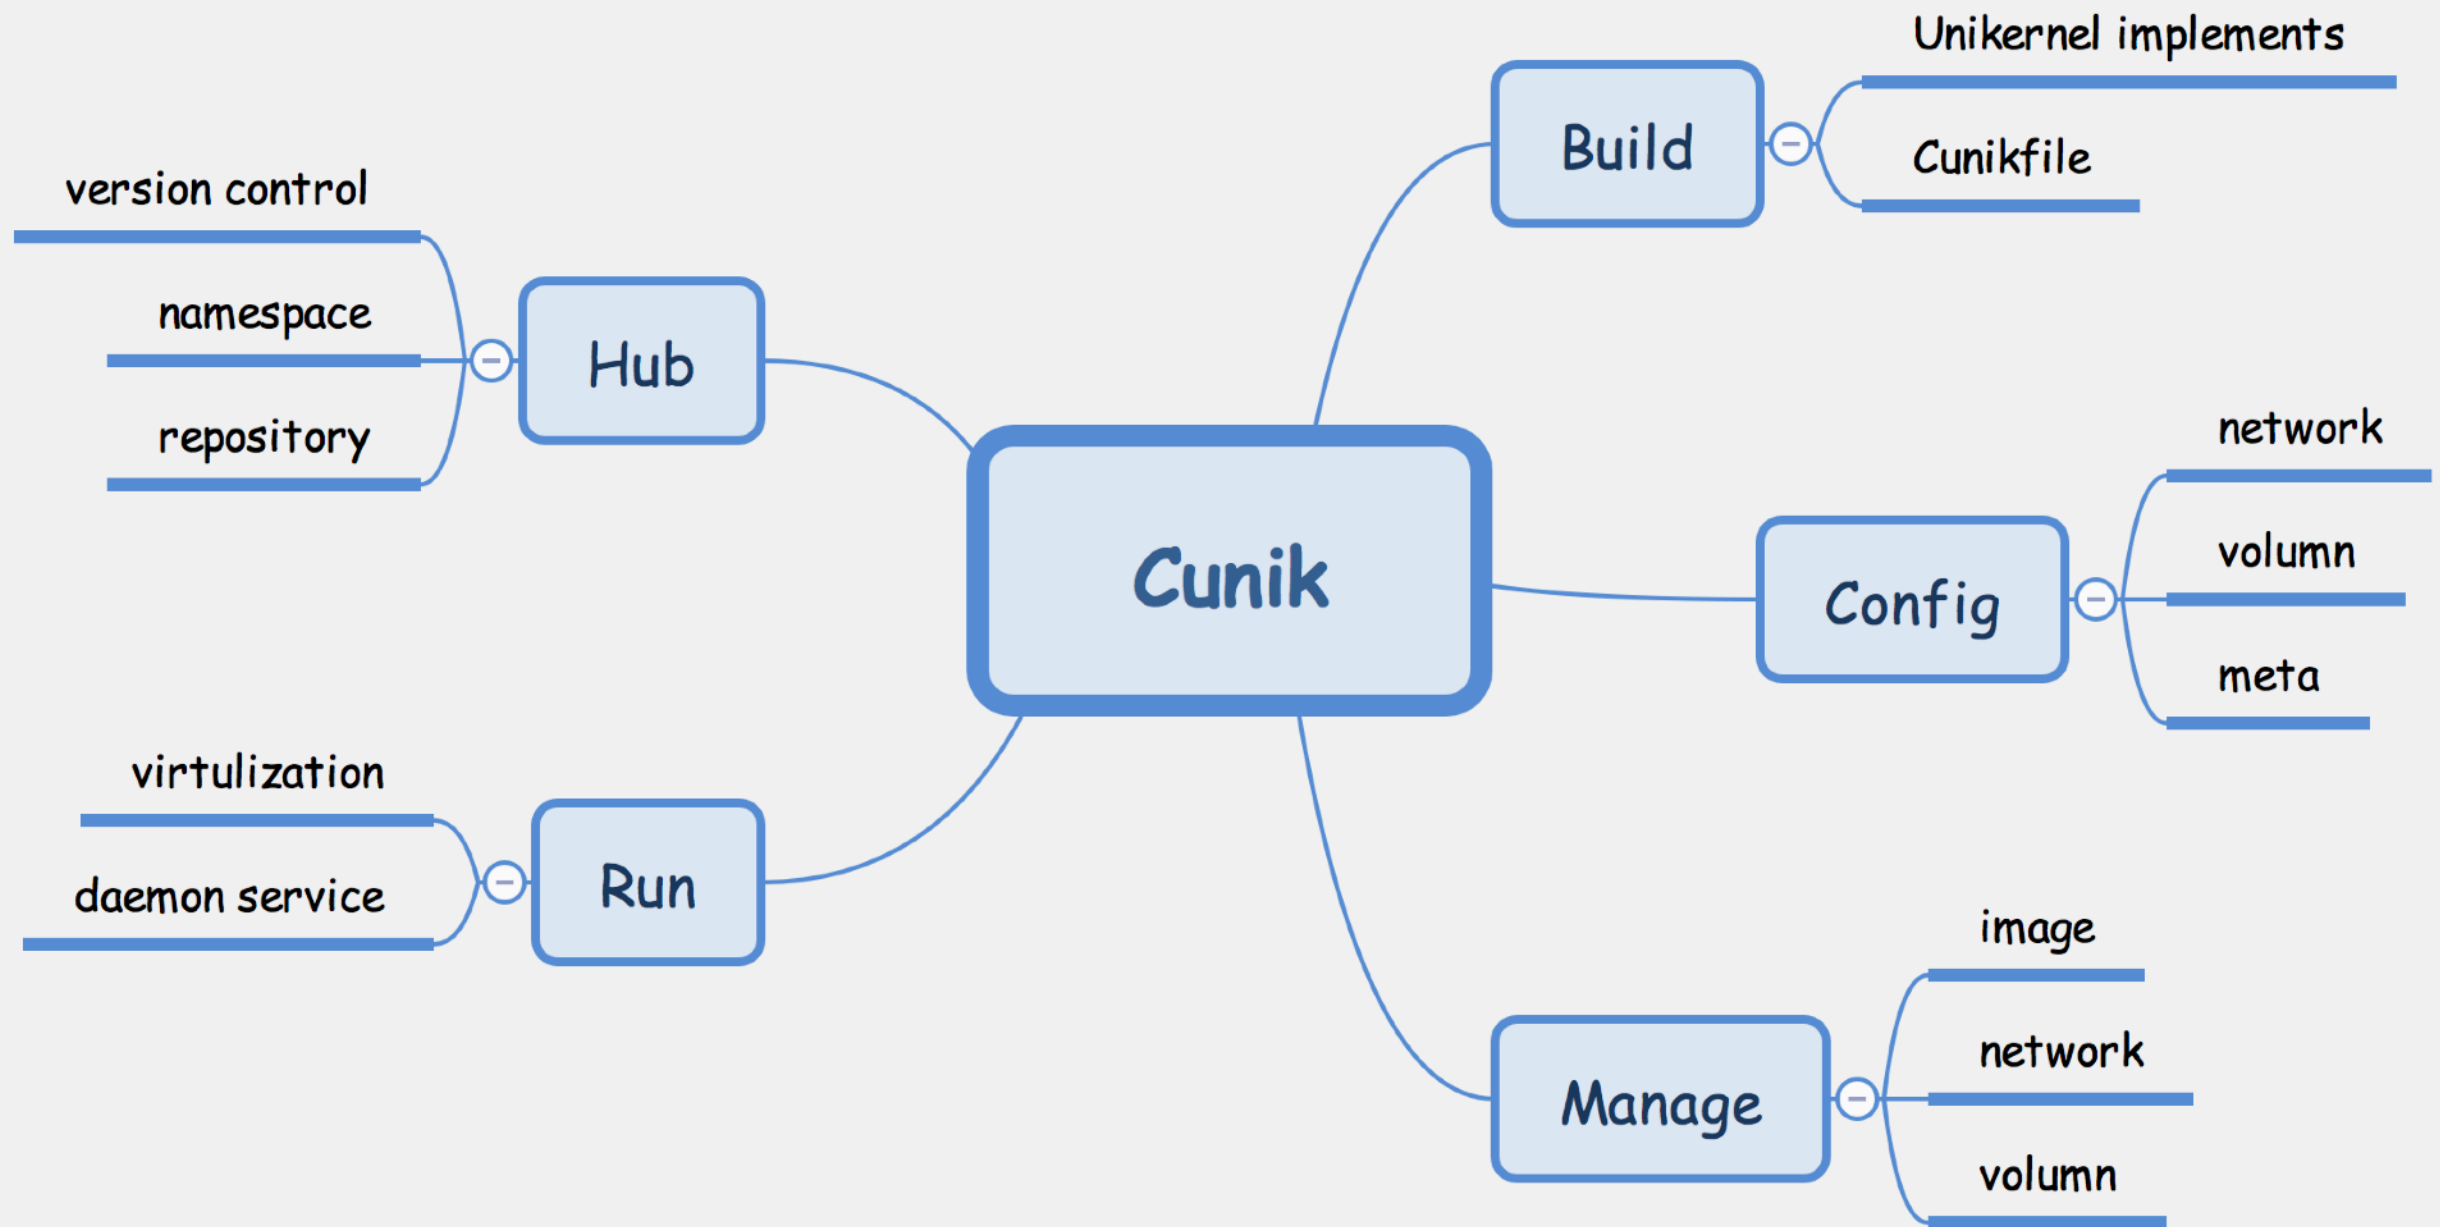 Cunik
Build
Unikernel implements
Cunikfile
Config
network
volumn
meta
Manage
image
network
volumn
Hub
version control
namespace
repository
Run
virtulization
daemon service